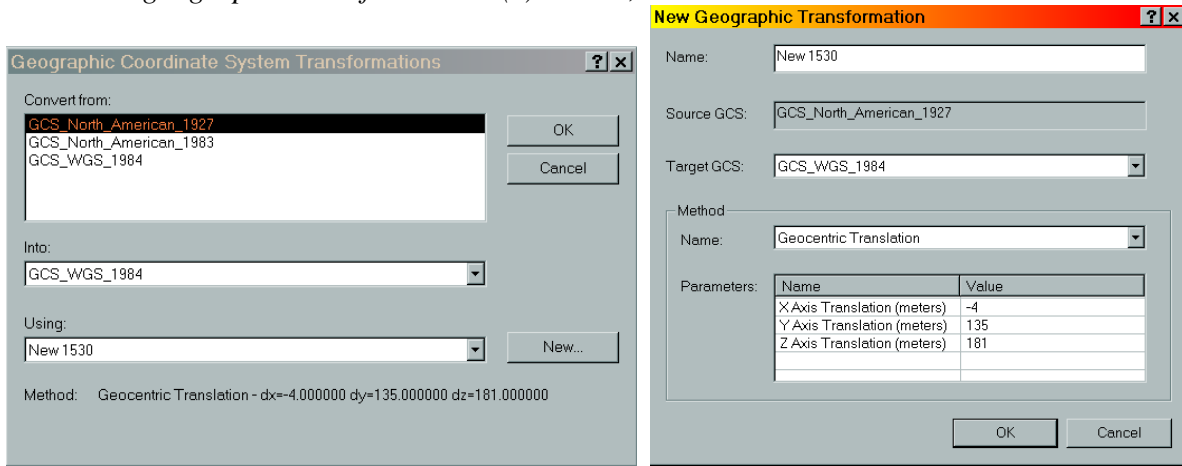 Geographic Coordinate System Transformations
Convert from:
GCS_North_American_1927
GCS_North_American_1983
GCS_WGS_1984
OK
Cancel
Into:
GCS_WGS_1984
Using:
New 1530
New...
Method: Geocentric Translation - dx=-4.000000 dy=135.000000 dz=181.000000
New Geographic Transformation
Name: New 1530
Source GCS: GCS_North_American_1927
Target GCS: GCS_WGS_1984
Method
Name: Geocentric Translation
Parameters: Name Value
X Axis Translation (meters) -4
Y Axis Translation (meters) 135
Z Axis Translation (meters) 181
OK Cancel